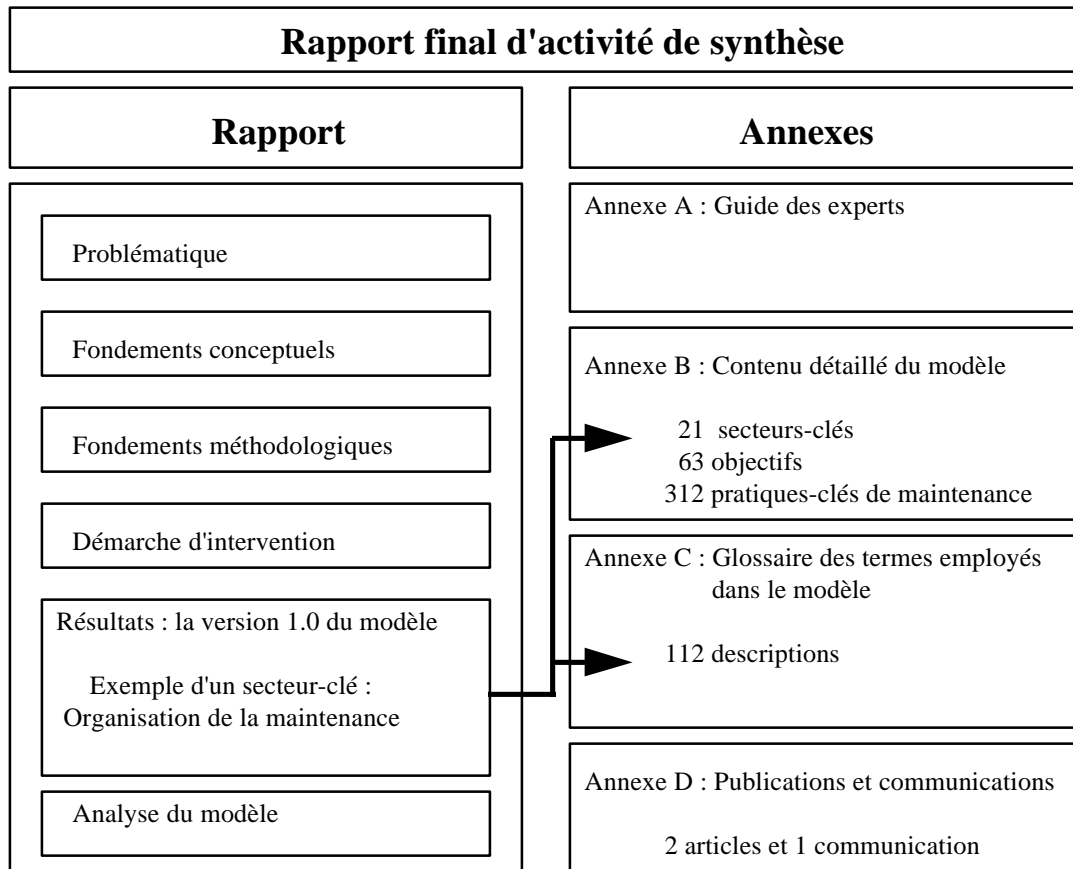 Rapport final d'activité de synthèse
Rapport
Problématique
Fondements conceptuels
Fondements méthodologiques
Démarche d'intervention
Résultats : la version 1.0 du modèle
Exemple d'un secteur-clé :
Organisation de la maintenance
Analyse du modèle
Annexes
Annexe A : Guide des experts
Annexe B : Contenu détaillé du modèle
21 secteurs-clés
63 objectifs
312 pratiques-clés de maintenance
Annexe C : Glossaire des termes employés
dans le modèle
112 descriptions
Annexe D : Publications et communications
2 articles et 1 communication